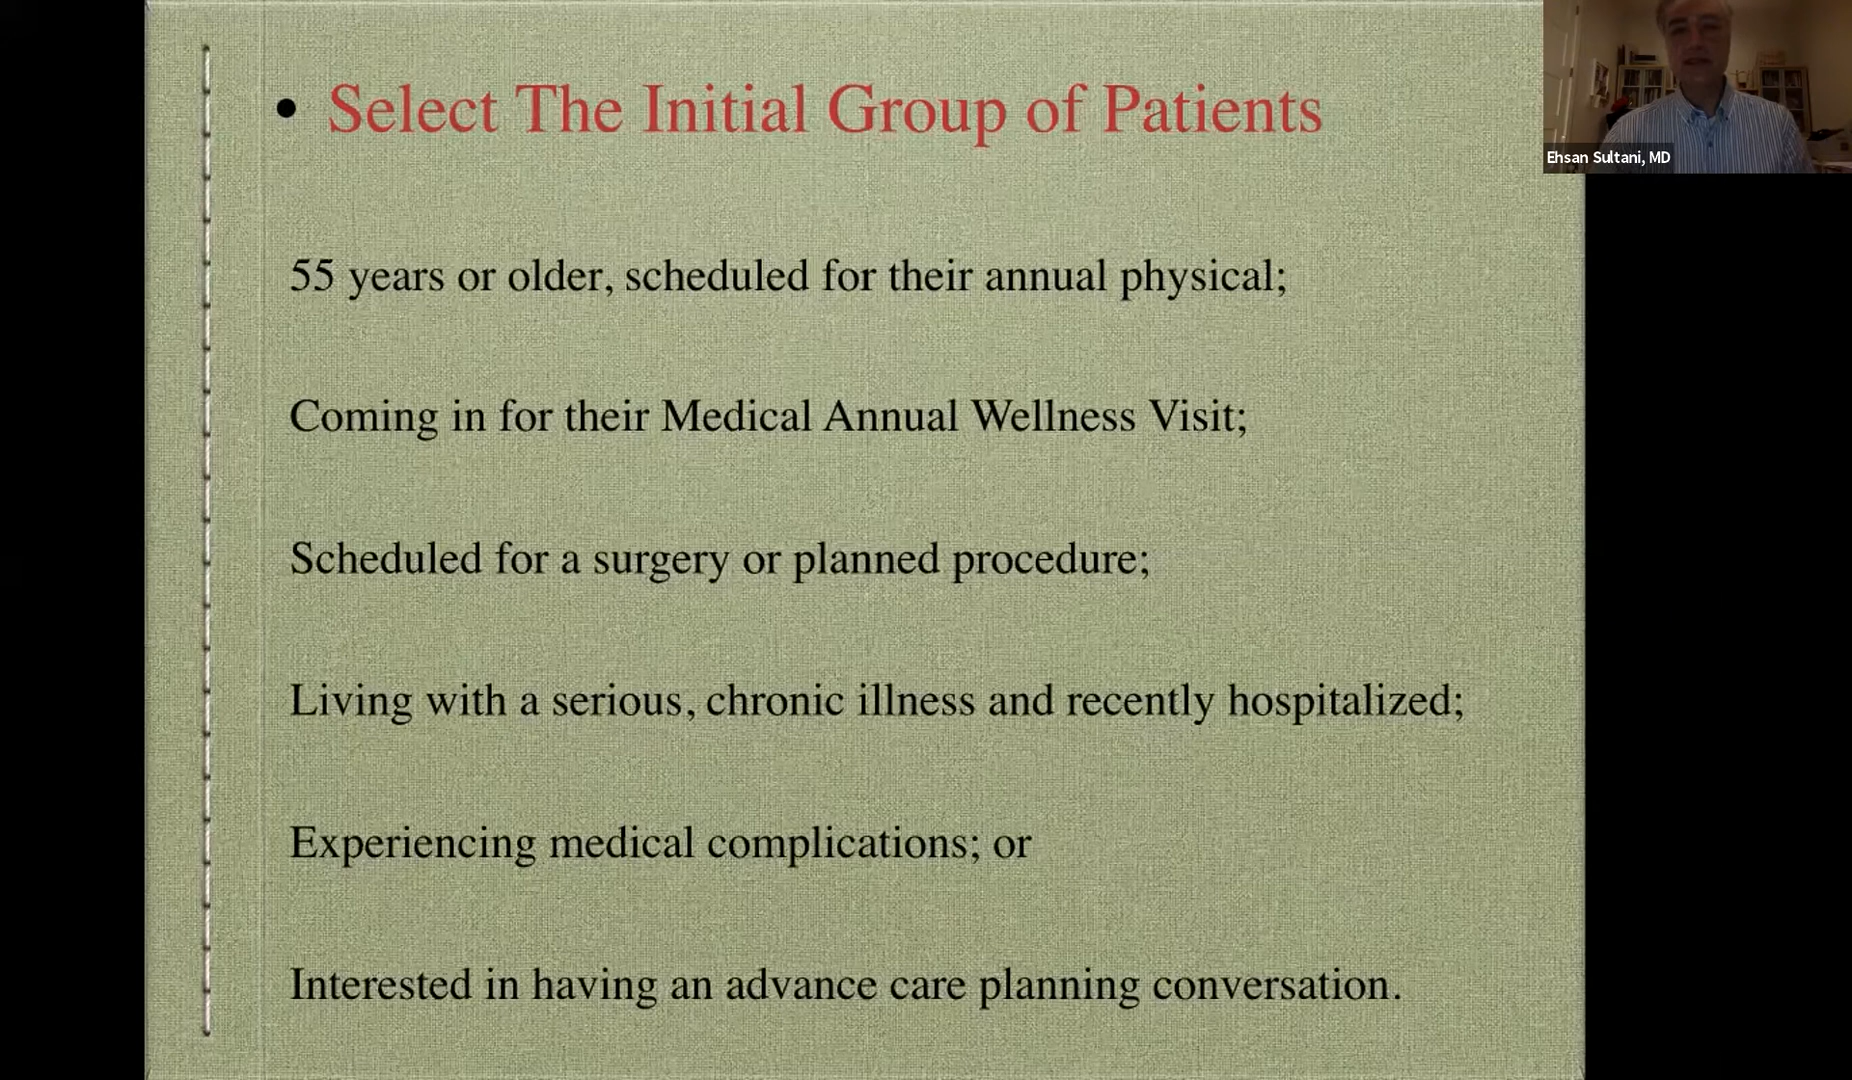 • Select The Initial Group of Patients
Ehsan Sultani, MD
55 years or older, scheduled for their annual physical;
Coming in for their Medical Annual Wellness Visit;
Scheduled for a surgery or planned procedure;
Living with a serious, chronic illness and recently hospitalized;
Experiencing medical complications; or
Interested in having an advance care planning conversation.